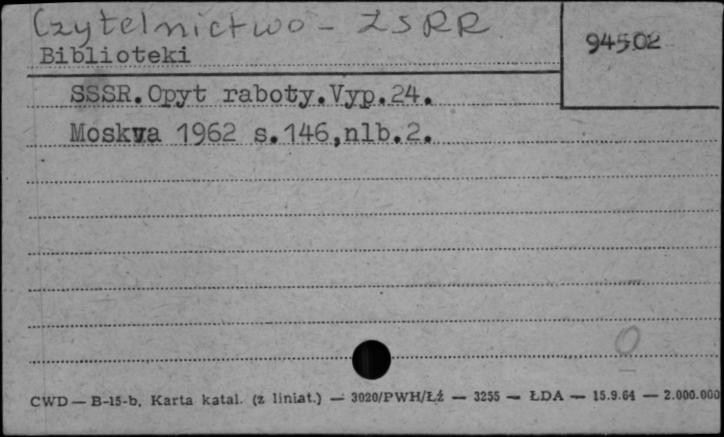 Czytelnictwo - ZSRR
94502
Biblioteki
SSSR.Opyt raboty.Vyp.24.
Moskva 1962 s.146,nlb.2.
0
CWD — B-15-b. Karta katal. (z liniat.) — 3020/PWH/Łź — 3255 — ŁDA — 15.9.64 — 2.000.000